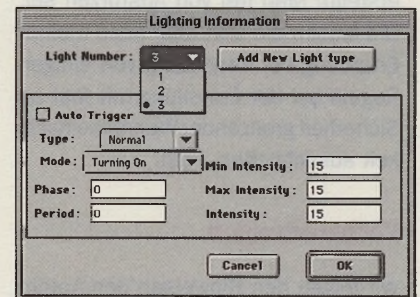 Lighting Information
Light Number: 3 Add New Light type
1
2
3
Auto Trigger
Type: Normal
Mode: Turning On
Min Intensity: 15
Phase: 0
Max Intensity: 15
Period: 0
Intensity: 15
Cancel OK